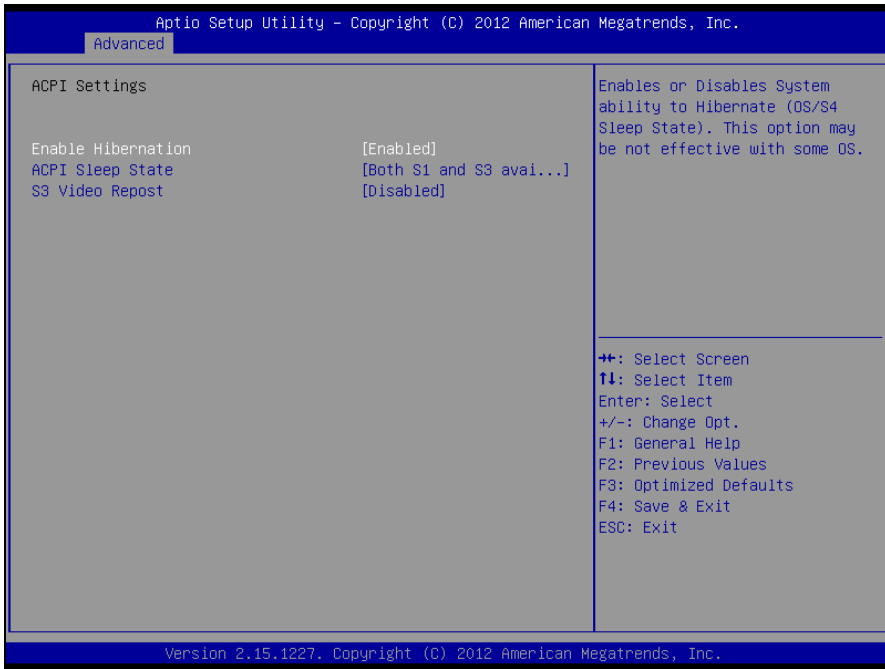 Aptio Setup Utility – Copyright (C) 2012 American Megatrends, Inc.
Advanced
ACPI Settings
Enable Hibernation [Enabled]
ACPI Sleep State [Both S1 and S3 avai...]
S3 Video Repost [Disabled]
Enables or Disables System
ability to Hibernate (OS/S4
Sleep State). This option may
be not effective with some OS.
→←: Select Screen
↑↓: Select Item
Enter: Select
+/-: Change Opt.
F1: General Help
F2: Previous Values
F3: Optimized Defaults
F4: Save & Exit
ESC: Exit
Version 2.15.1227. Copyright (C) 2012 American Megatrends, Inc.